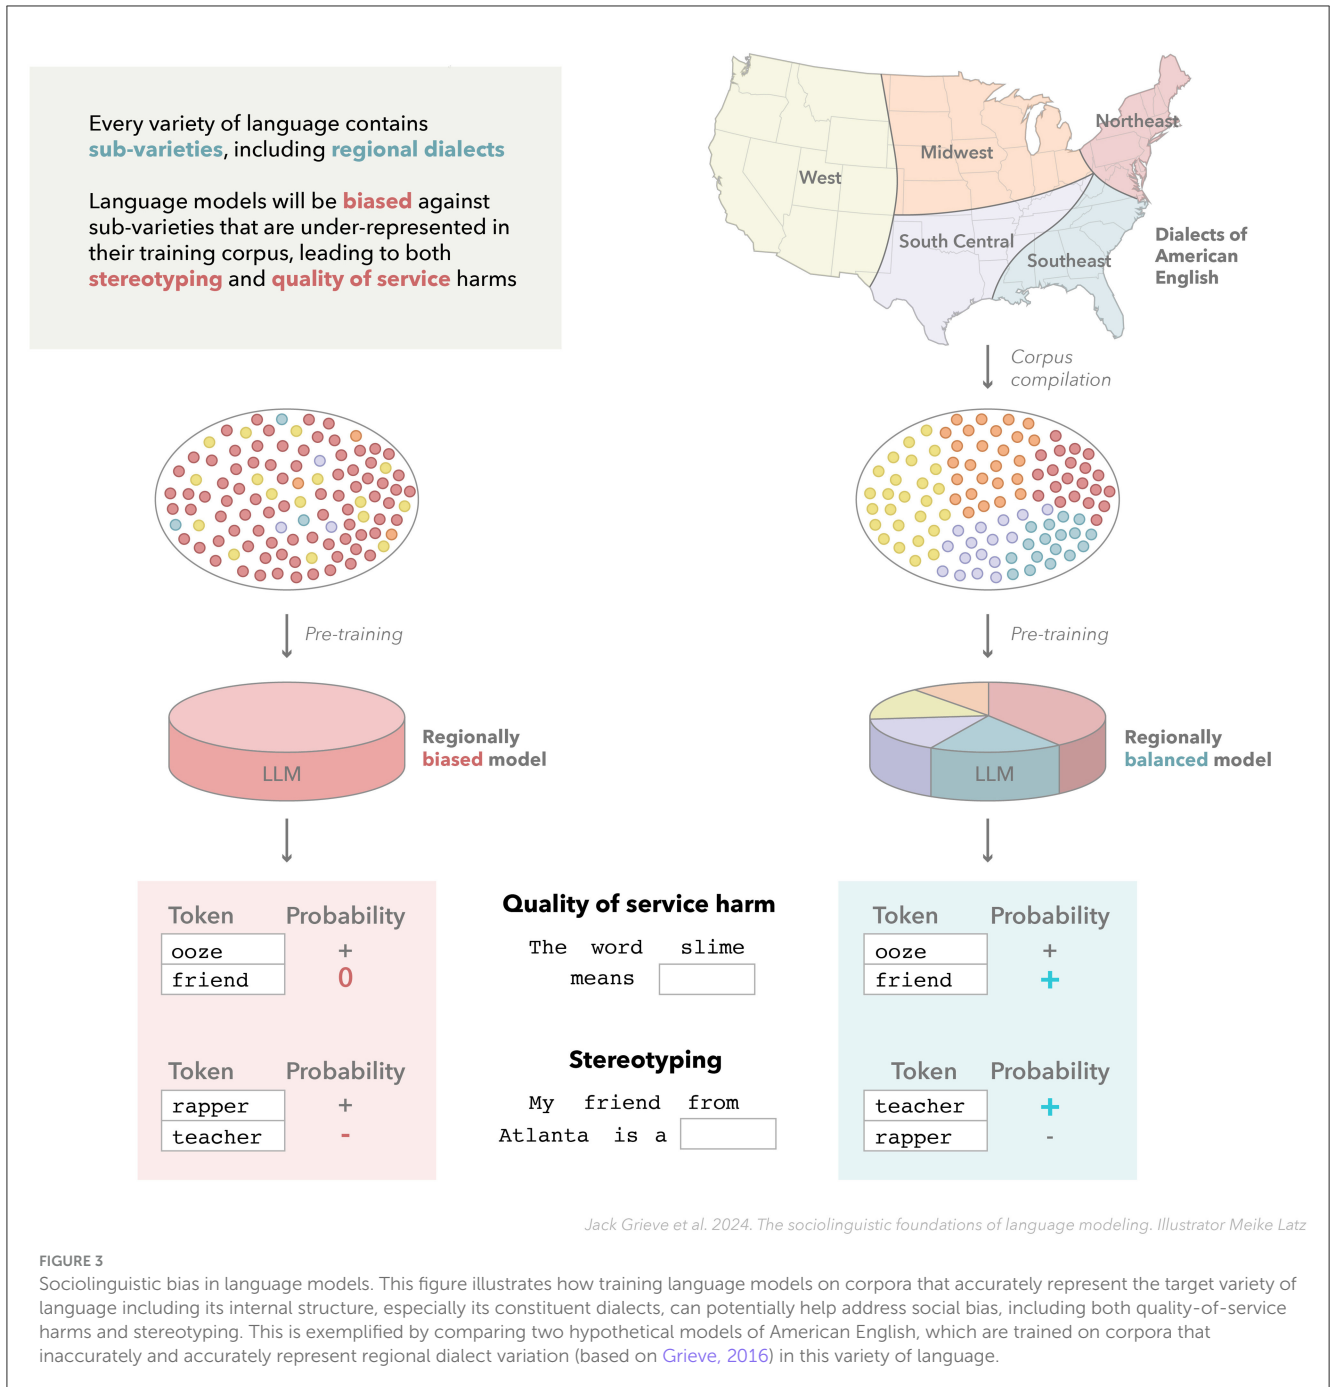 Every variety of language contains
sub-varieties, including regional dialects
Language models will be biased against
sub-varieties that are under-represented in
their training corpus, leading to both
stereotyping and quality of service harms
West
Midwest
Northeast
South Central
Southeast
Dialects of
American
English
Corpus
compilation
Pre-training
Pre-training
LLM
Regionally
biased model
LLM
Regionally
balanced model
Token Probability
ooze +
friend 0
Token Probability
rapper +
teacher -
Quality of service harm
The word slime
means
Stereotyping
My friend from
Atlanta is a
Token Probability
ooze +
friend +
Token Probability
teacher +
rapper -
Jack Grieve et al. 2024. The sociolinguistic foundations of language modeling. Illustrator Meike Latz
FIGURE 3
Sociolinguistic bias in language models. This figure illustrates how training language models on corpora that accurately represent the target variety of
language including its internal structure, especially its constituent dialects, can potentially help address social bias, including both quality-of-service
harms and stereotyping. This is exemplified by comparing two hypothetical models of American English, which are trained on corpora that
inaccurately and accurately represent regional dialect variation (based on Grieve, 2016) in this variety of language.